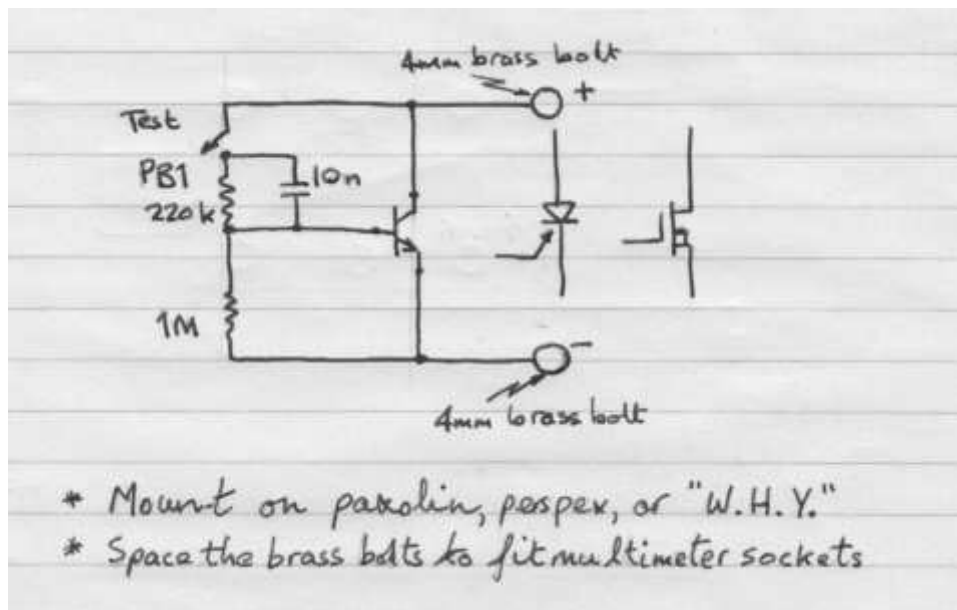 4mm brass bolt
+
Test
PB1
10n
220k
1M
-
4mm brass bolt
* Mount on paxolin, perspex, or "W.H.Y."
* Space the brass bolts to fit multimeter sockets